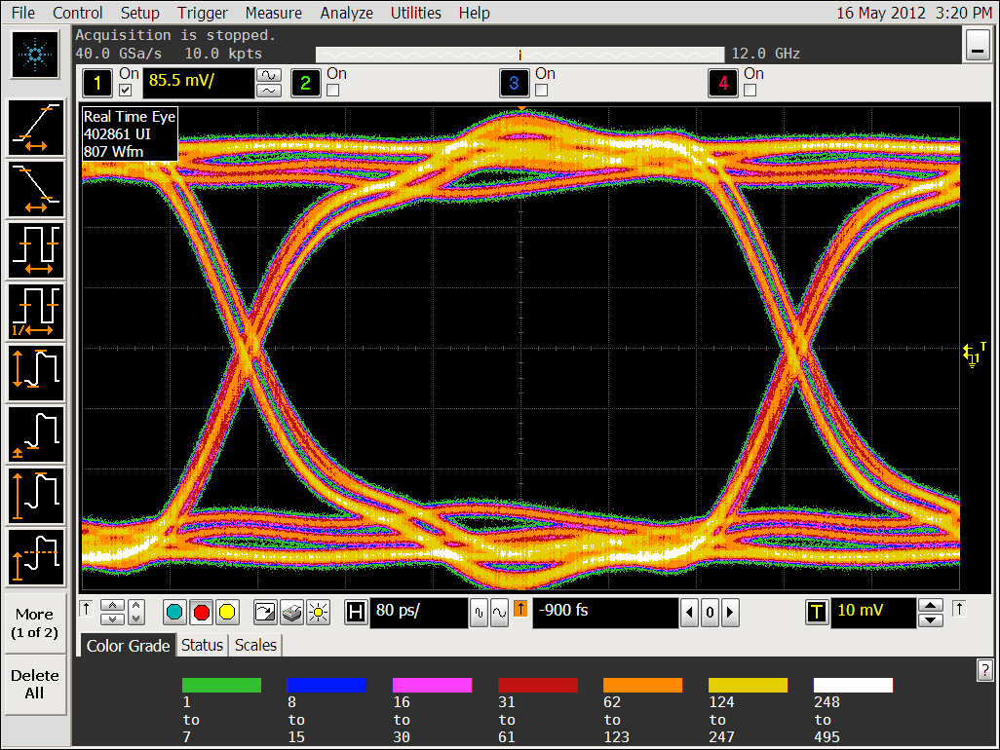 File Control Setup Trigger Measure Analyze Utilities Help 16 May 2012 3:20 PM
Acquisition is stopped.
40.0 GSa/s 10.0 kpts 12.0 GHz
1 On 85.5 mV/ 2 On 3 On 4 On
Real Time Eye
402861 UI
807 Wfm
T
1
1/
More
(1 of 2)
Delete
All
H 80 ps/ -900 fs 0 T 10 mV
Color Grade Status Scales
?
1 8 16 31 62 124 248
to to to to to to to
7 15 30 61 123 247 495